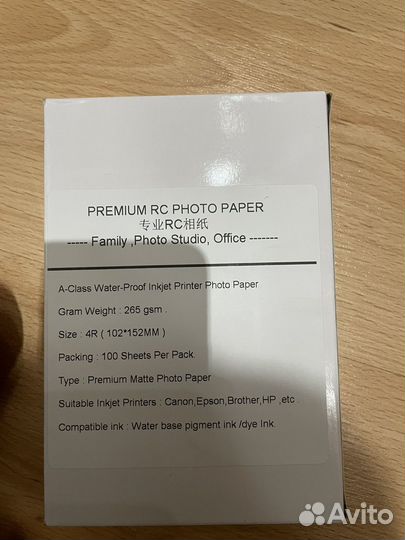 PREMIUM RC PHOTO PAPER
专业RC相纸
----- Family ,Photo Studio, Office -------
A-Class Water-Proof Inkjet Printer Photo Paper
Gram Weight : 265 gsm .
Size : 4R ( 102*152MM )
Packing : 100 Sheets Per Pack.
Type : Premium Matte Photo Paper
Suitable Inkjet Printers : Canon,Epson,Brother,HP ,etc .
Compatible ink : Water base pigment ink /dye Ink.
Avito